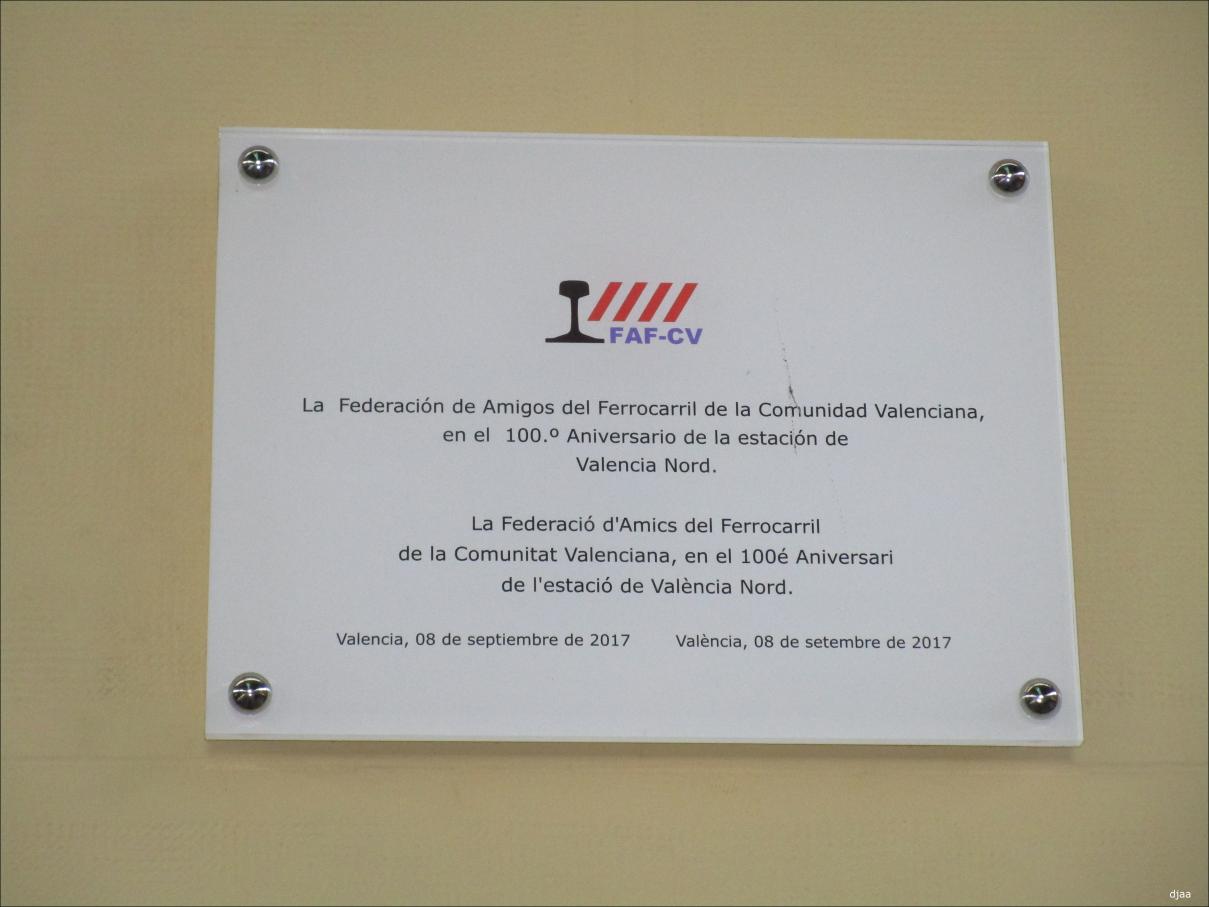 FAF-CV
La Federación de Amigos del Ferrocarril de la Comunidad Valenciana,
en el 100.º Aniversario de la estación de
Valencia Nord.
La Federació d'Amics del Ferrocarril
de la Comunitat Valenciana, en el 100é Aniversari
de l'estació de València Nord.
Valencia, 08 de septiembre de 2017 València, 08 de setembre de 2017
djaa